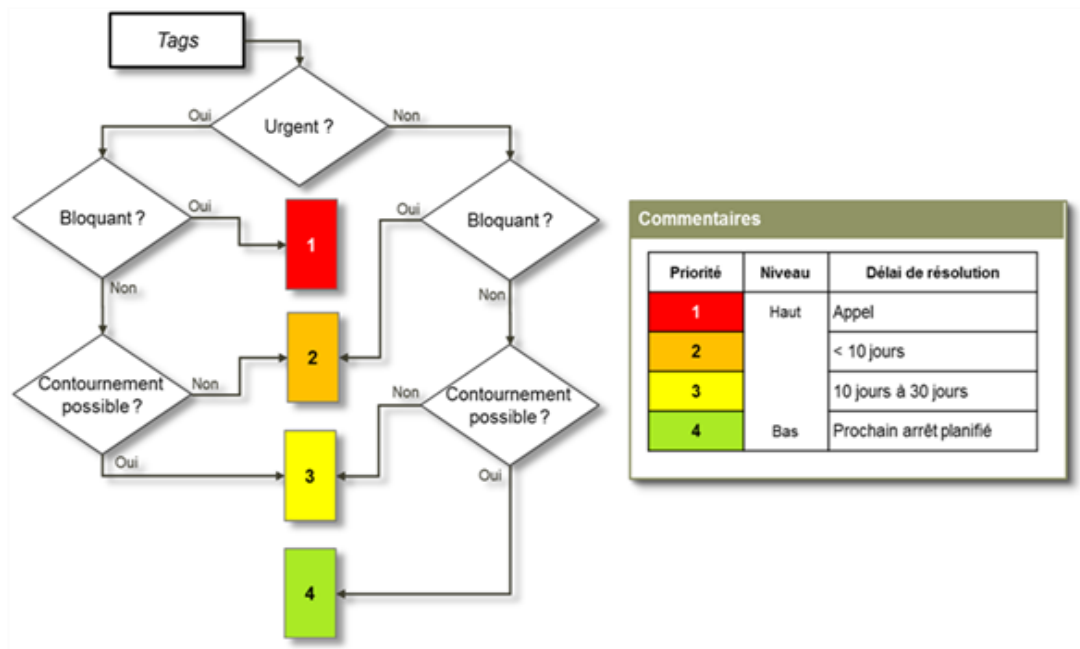 Tags
Urgent ?
Oui
Non
Bloquant ?
Oui
Non
1
Bloquant ?
Oui
Non
2
Contournement
possible ?
Non
Oui
Contournement
possible ?
Non
Oui
3
4
Commentaires
Priorité Niveau Délai de résolution
1 Haut Appel
2 < 10 jours
3 10 jours à 30 jours
4 Bas Prochain arrêt planifié